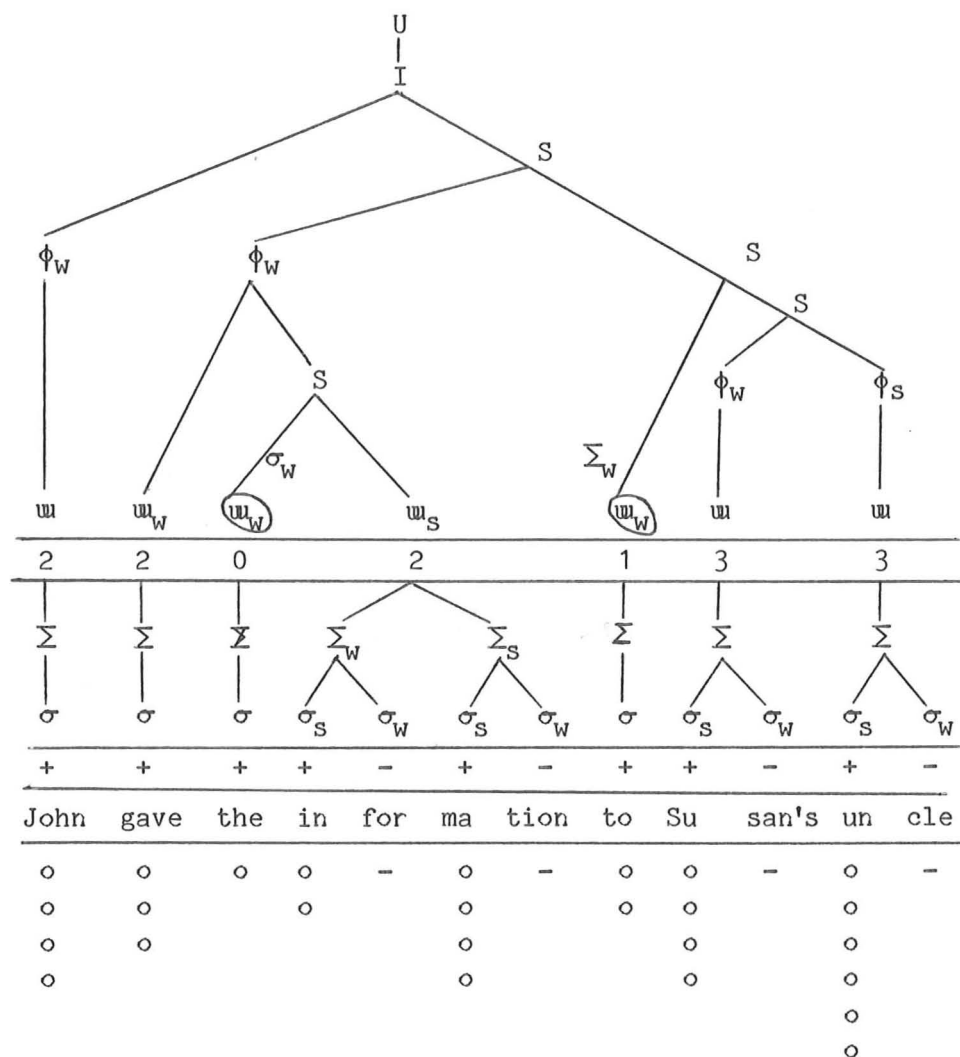 U
I
S
ϕW ϕW S
S
S ϕW ϕS
σW ΣW
ɯ ɯW ɯW ɯS ɯW ɯ ɯ
2 2 0 2 1 3 3
Σ Σ Σ ΣW ΣS Σ Σ Σ
σ σ σ σS σW σS σW σ σS σW σS σW
+ + + + - + - + + - + -
John gave the in for ma tion to Su san's un cle
o o o o - o - o o - o -
o o o o o o o
o o o o o
o o o o
o
o